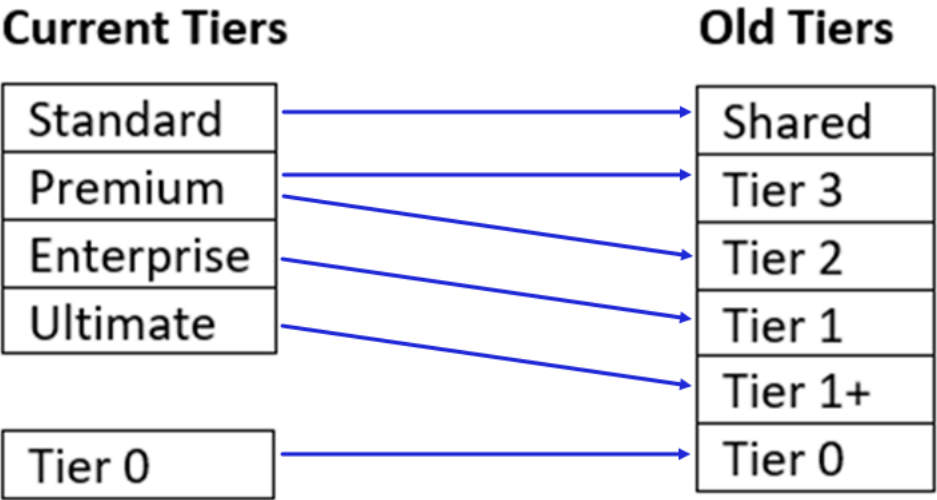 Current Tiers
Standard
Premium
Enterprise
Ultimate
Tier 0
Old Tiers
Shared
Tier 3
Tier 2
Tier 1
Tier 1+
Tier 0